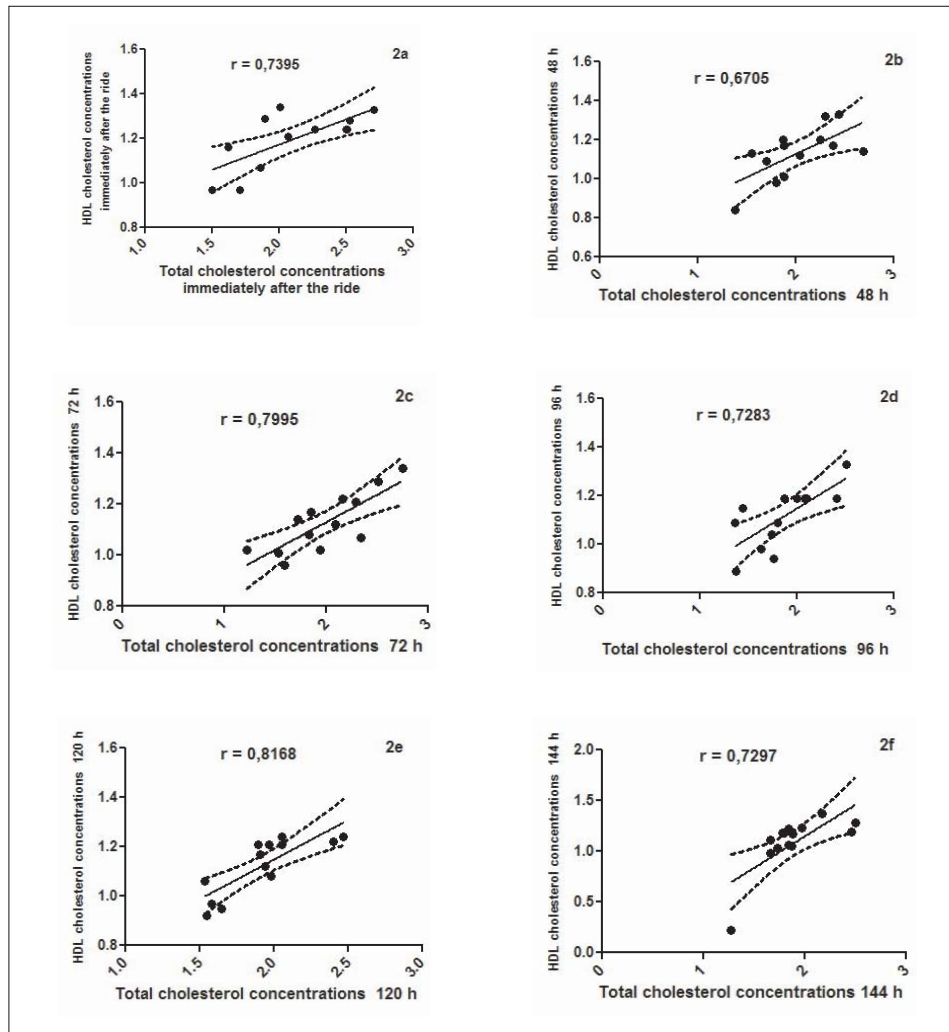 2a
r = 0,7395
HDL cholesterol concentrations
immediately after the ride
1.6
1.4
1.2
1.0
0.8
1.0
1.5
2.0
2.5
3.0
Total cholesterol concentrations
immediately after the ride
2b
r = 0,6705
HDL cholesterol concentrations 48 h
1.6
1.4
1.2
1.0
0.8
0.6
0
1
2
3
Total cholesterol concentrations 48 h
2c
r = 0,7995
HDL cholesterol concentrations 72 h
1.6
1.4
1.2
1.0
0.8
0
1
2
3
Total cholesterol concentrations 72 h
2d
r = 0,7283
HDL cholesterol concentrations 96 h
1.6
1.4
1.2
1.0
0.8
0
1
2
3
Total cholesterol concentrations 96 h
2e
r = 0,8168
HDL cholesterol concentrations 120 h
1.6
1.4
1.2
1.0
0.8
1.0
1.5
2.0
2.5
3.0
Total cholesterol concentrations 120 h
2f
r = 0,7297
HDL cholesterol concentrations 144 h
2.0
1.5
1.0
0.5
0.0
0
1
2
3
Total cholesterol concentrations 144 h